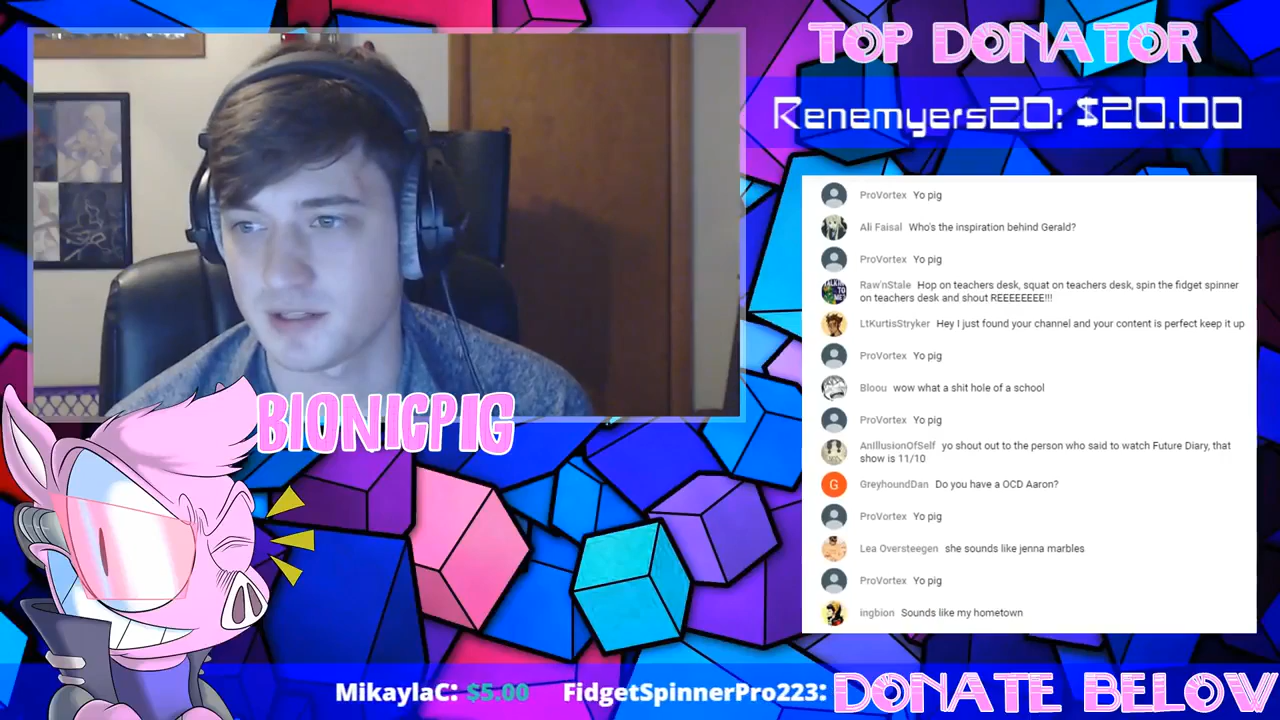 TOP DONATOR
Renemyers20: $20.00
ProVortex Yo pig
Ali Faisal Who's the inspiration behind Gerald?
ProVortex Yo pig
Raw'nStale Hop on teachers desk, squat on teachers desk, spin the fidget spinner
on teachers desk and shout REEEEEEEE!!!
LtKurtisStryker Hey I just found your channel and your content is perfect keep it up
ProVortex Yo pig
Bloou wow what a shit hole of a school
ProVortex Yo pig
AnIllusionOfSelf yo shout out to the person who said to watch Future Diary, that
show is 11/10
G GreyhoundDan Do you have a OCD Aaron?
ProVortex Yo pig
Lea Oversteegen she sounds like jenna marbles
ProVortex Yo pig
ingbion Sounds like my hometown
BIONICPIG
MikaylaC: $5.00 FidgetSpinnerPro223:
DONATE BELOW